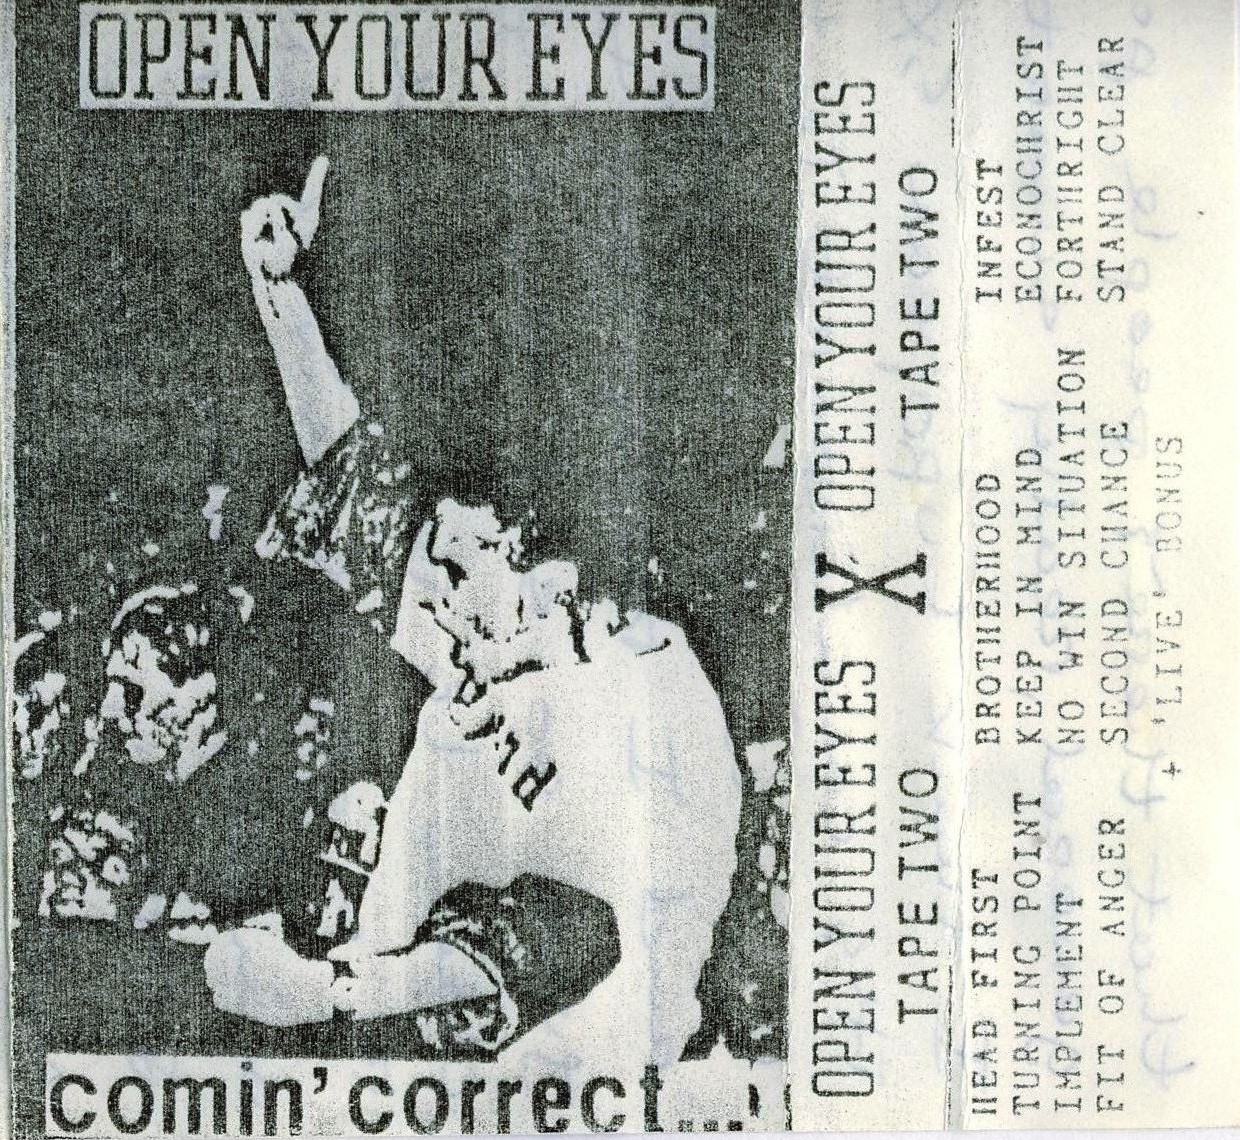 OPEN YOUR EYES
comin' correct...
OPEN YOUR EYES X OPEN YOUR EYES
TAPE TWO TAPE TWO
HEAD FIRST BROTHERHOOD INFEST
TURNING POINT KEEP IN MIND ECONOCHRIST
IMPLEMENT NO WIN SITUATION FORTHRIGHT
FIT OF ANGER SECOND CHANCE STAND CLEAR
+ 'LIVE' BONUS